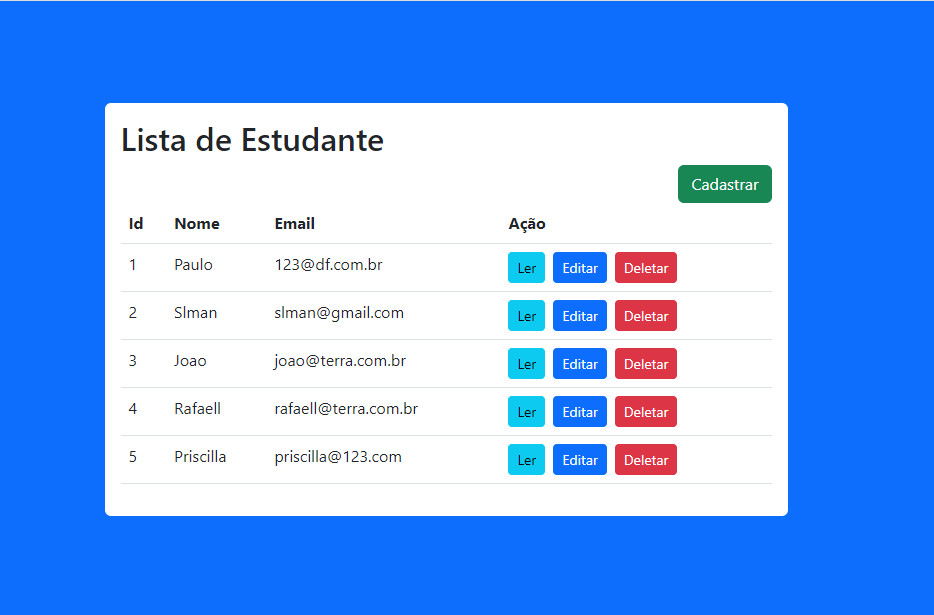 Lista de Estudante
Cadastrar
Id Nome Email Ação
1 Paulo 123@df.com.br Ler Editar Deletar
2 Slman slman@gmail.com Ler Editar Deletar
3 Joao joao@terra.com.br Ler Editar Deletar
4 Rafaell rafaell@terra.com.br Ler Editar Deletar
5 Priscilla priscilla@123.com Ler Editar Deletar